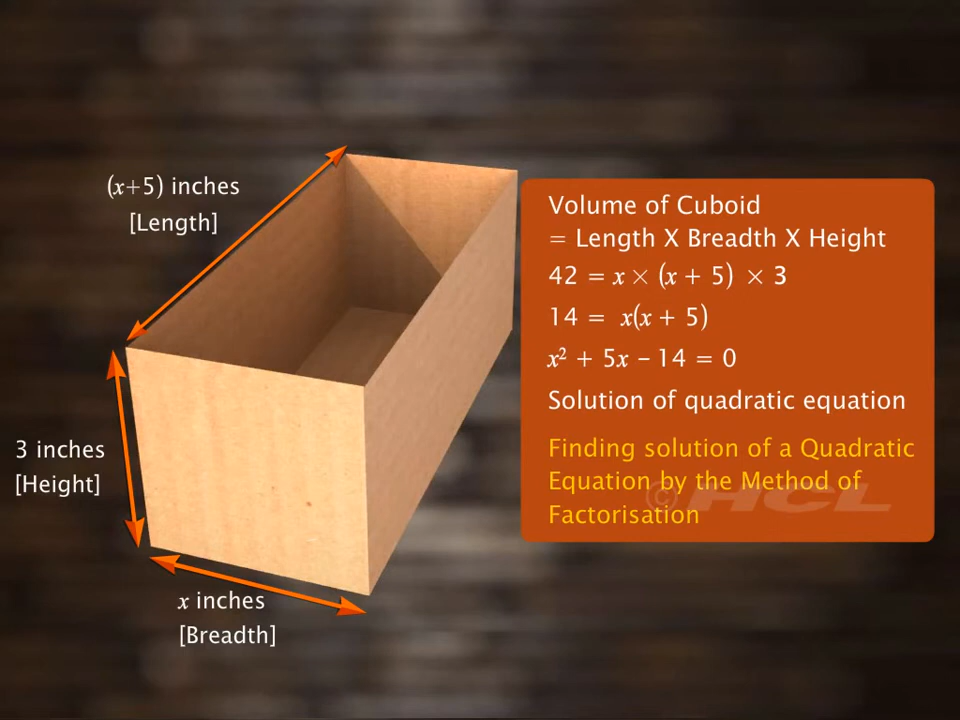 (x+5) inches
[Length]
3 inches
[Height]
x inches
[Breadth]
Volume of Cuboid
= Length X Breadth X Height
42 = x × (x + 5) × 3
14 = x(x + 5)
x² + 5x – 14 = 0
Solution of quadratic equation
Finding solution of a Quadratic
Equation by the Method of
Factorisation
© HCL